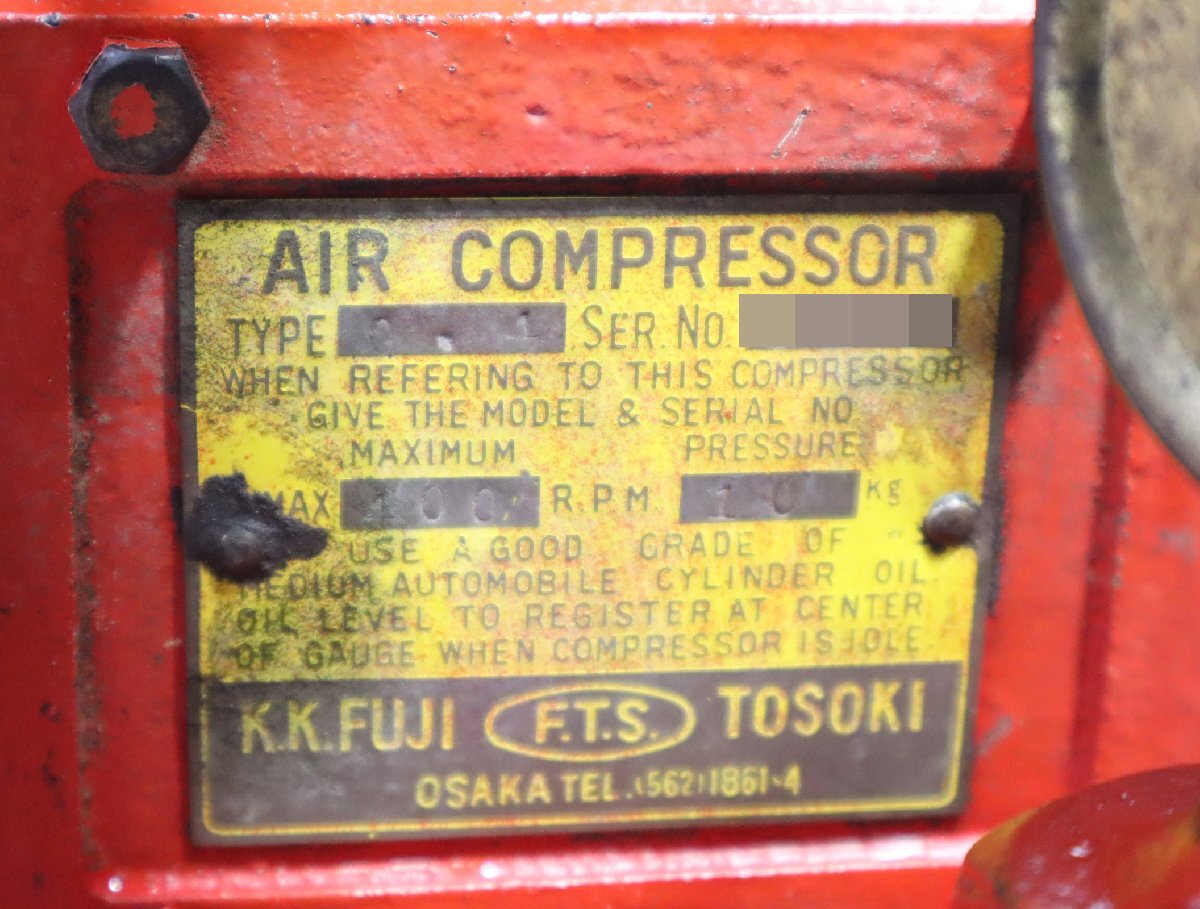 AIR COMPRESSOR
TYPE SER. NO.
WHEN REFERING TO THIS COMPRESSOR
GIVE THE MODEL & SERIAL NO
MAXIMUM PRESSURE
MAX R.P.M 10 Kg
USE A GOOD GRADE OF
MEDIUM AUTOMOBILE CYLINDER OIL
OIL LEVEL TO REGISTER AT CENTER
OF GAUGE WHEN COMPRESSOR IS IDLE
K.K.FUJI F.T.S. TOSOKI
OSAKA TEL.(562)1861~4